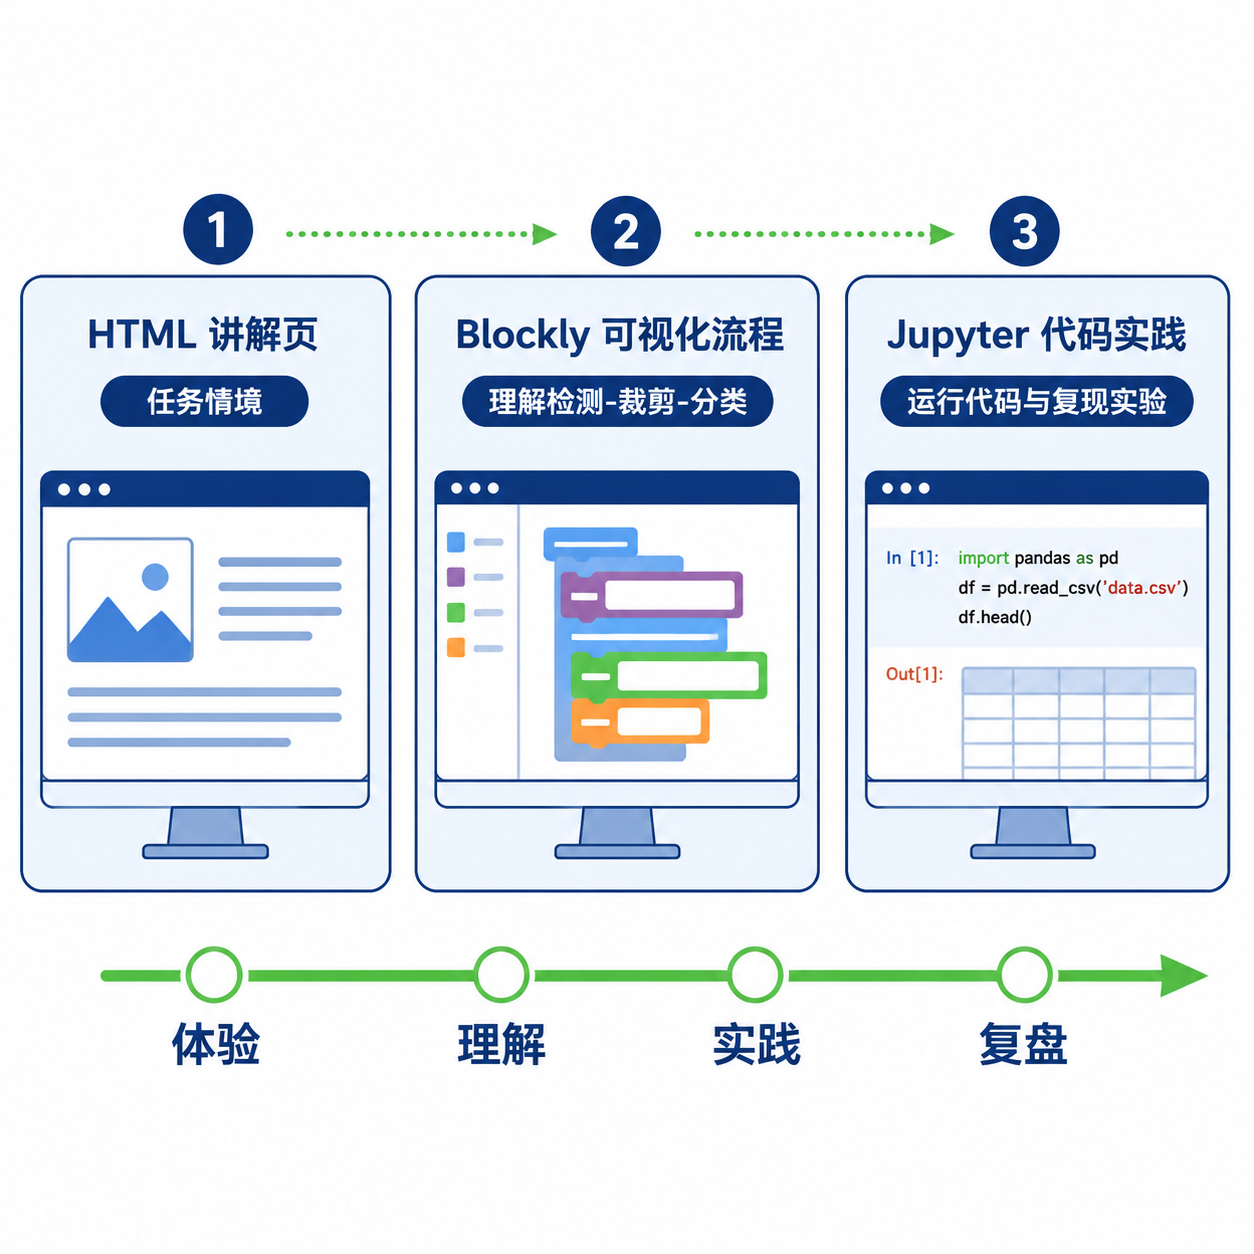 1
2
3
HTML 讲解页
任务情境
Blockly 可视化流程
理解检测-裁剪-分类
Jupyter 代码实践
运行代码与复现实验
In [1]: import pandas as pd
df = pd.read_csv('data.csv')
df.head()
Out[1]:
体验
理解
实践
复盘